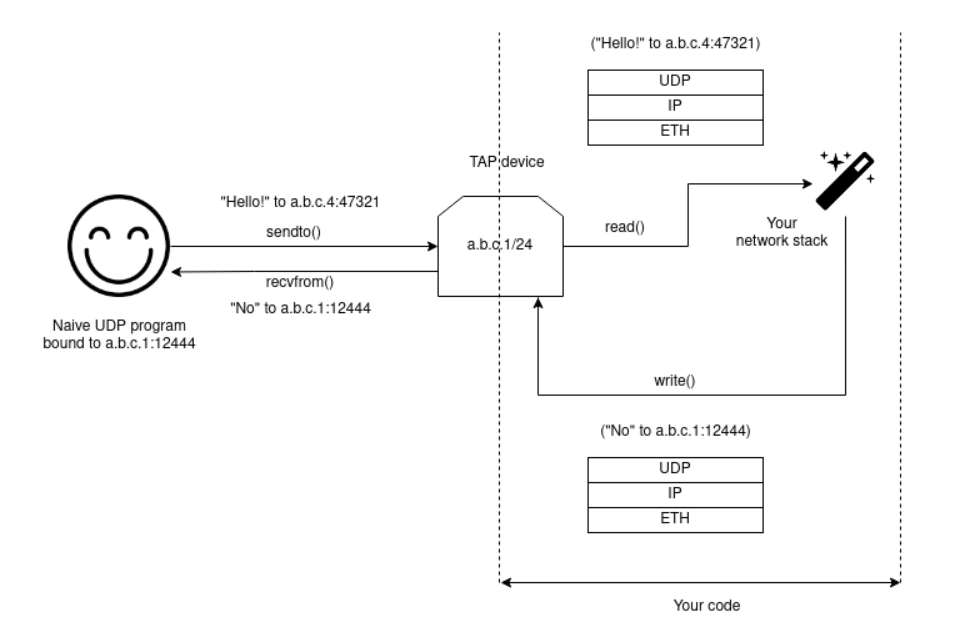 ("Hello!" to a.b.c.4:47321)
UDP
IP
ETH
TAP device
"Hello!" to a.b.c.4:47321
sendto()
a.b.c.1/24
read()
Your
network stack
recvfrom()
"No" to a.b.c.1:12444
Naive UDP program
bound to a.b.c.1:12444
write()
("No" to a.b.c.1:12444)
UDP
IP
ETH
Your code